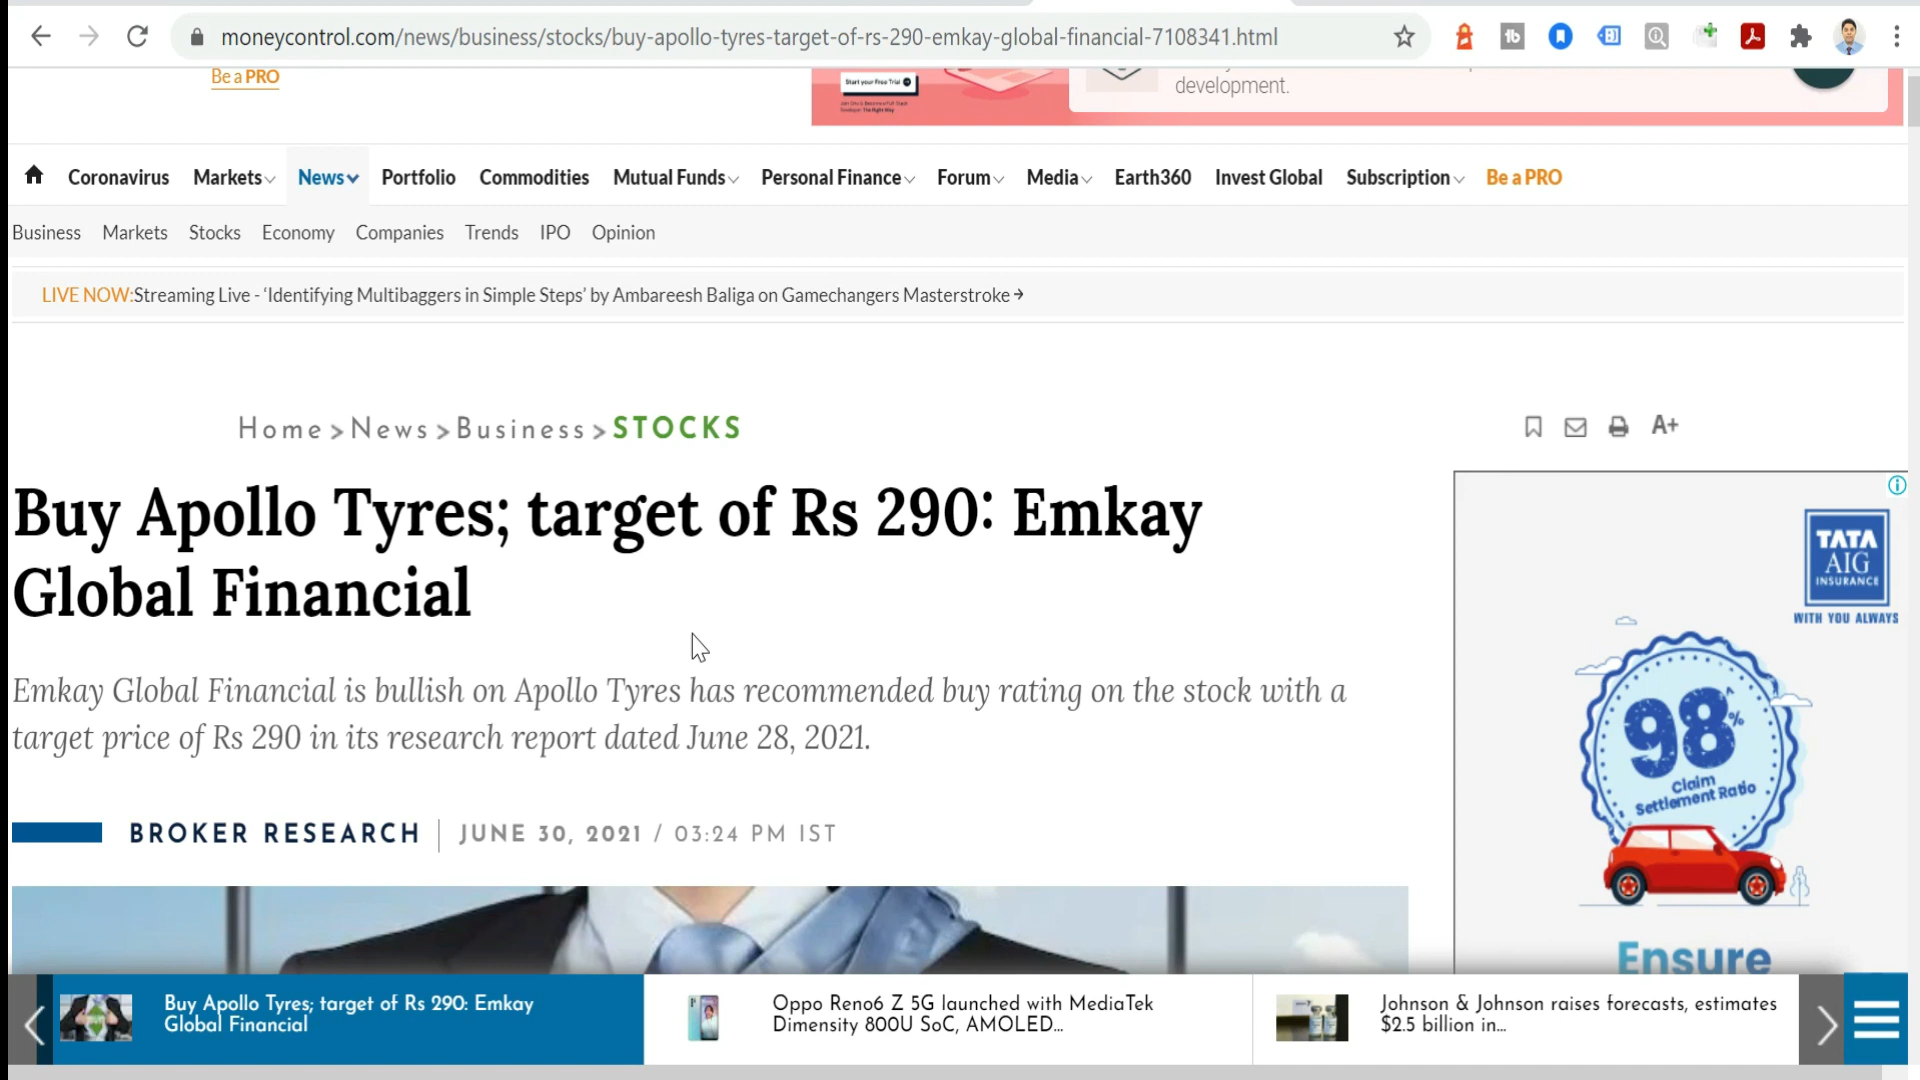 moneycontrol.com/news/business/stocks/buy-apollo-tyres-target-of-rs-290-emkay-global-financial-7108341.html
Be a PRO
Start your Free Trial
development.
Coronavirus Markets News Portfolio Commodities Mutual Funds Personal Finance Forum Media Earth360 Invest Global Subscription Be a PRO
Business Markets Stocks Economy Companies Trends IPO Opinion
LIVE NOW:Streaming Live - 'Identifying Multibaggers in Simple Steps' by Ambareesh Baliga on Gamechangers Masterstroke
Home > News > Business > STOCKS
A+
Buy Apollo Tyres; target of Rs 290: Emkay
Global Financial
Emkay Global Financial is bullish on Apollo Tyres has recommended buy rating on the stock with a
target price of Rs 290 in its research report dated June 28, 2021.
BROKER RESEARCH | JUNE 30, 2021 / 03:24 PM IST
TATA
AIG
INSURANCE
WITH YOU ALWAYS
98%
Claim
Settlement Ratio
Ensure
Buy Apollo Tyres; target of Rs 290: Emkay
Global Financial
Oppo Reno6 Z 5G launched with MediaTek
Dimensity 800U SoC, AMOLED...
Johnson & Johnson raises forecasts, estimates
$2.5 billion in...